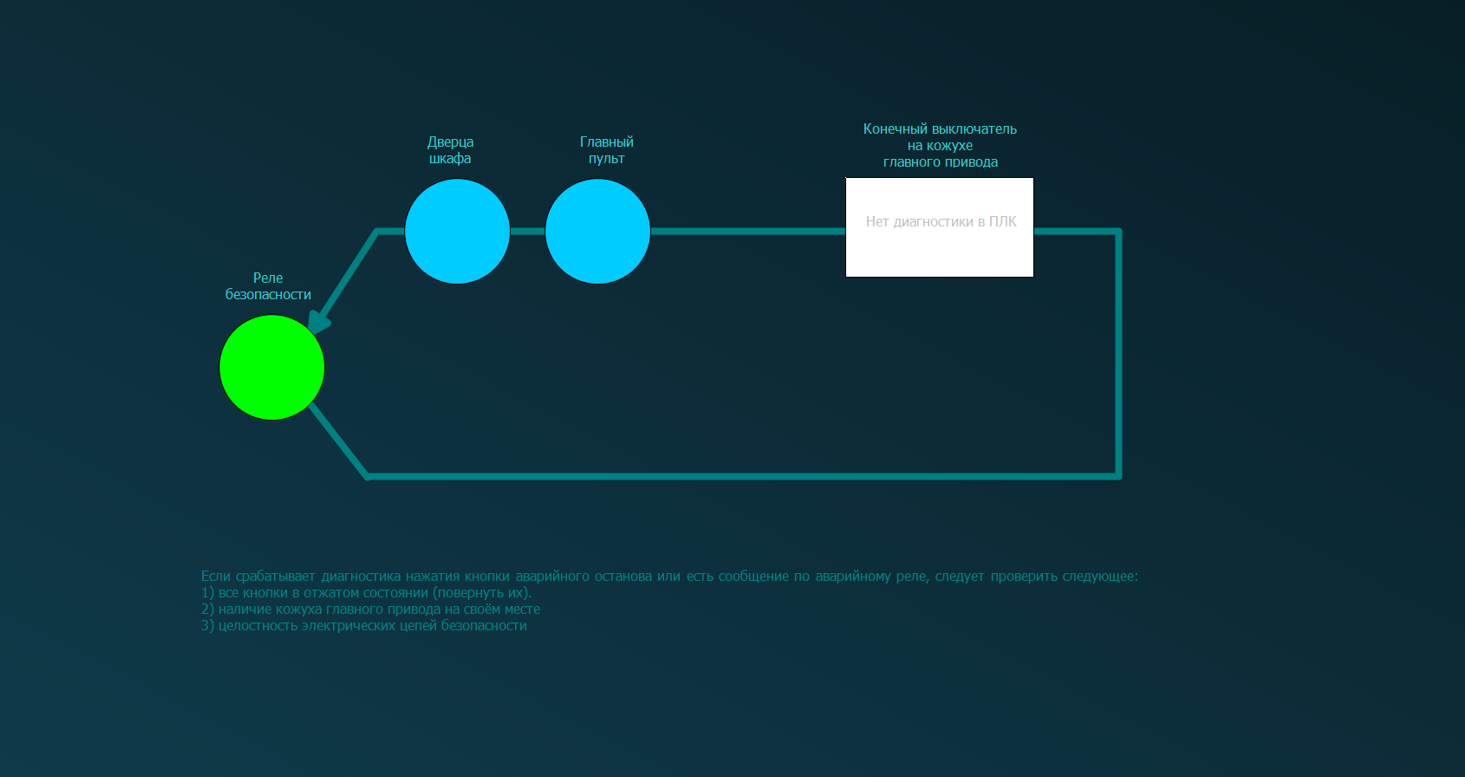 Дверца
шкафа
Главный
пульт
Конечный выключатель
на кожухе
главного привода
Нет диагностики в ПЛК
Реле
безопасности
Если срабатывает диагностика нажатия кнопки аварийного останова или есть сообщение по аварийному реле, следует проверить следующее:
1) все кнопки в отжатом состоянии (повернуть их).
2) наличие кожуха главного привода на своём месте
3) целостность электрических цепей безопасности